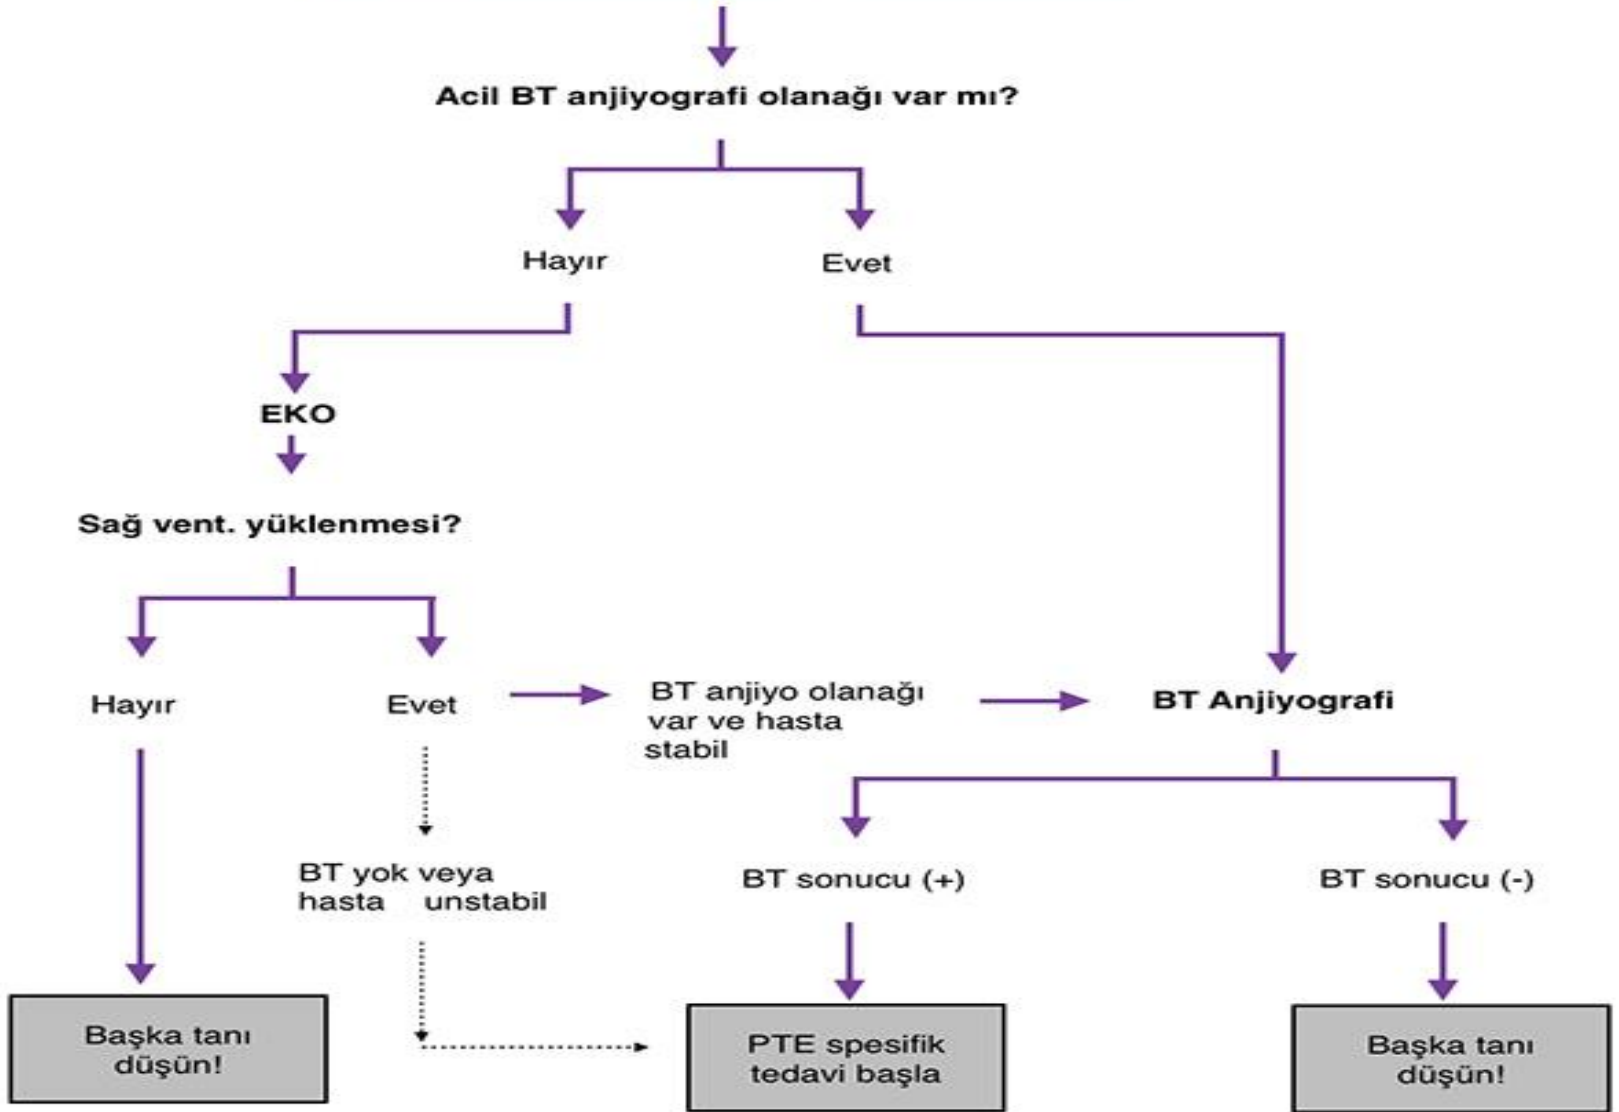 Acil BT anjiyografi olanağı var mı?
Hayır
Evet
EKO
Sağ vent. yüklenmesi?
Hayır
Evet
BT anjiyo olanağı
var ve hasta
stabil
BT Anjiyografi
BT yok veya
hasta unstabil
BT sonucu (+)
BT sonucu (-)
Başka tanı
düşün!
PTE spesifik
tedavi başla
Başka tanı
düşün!